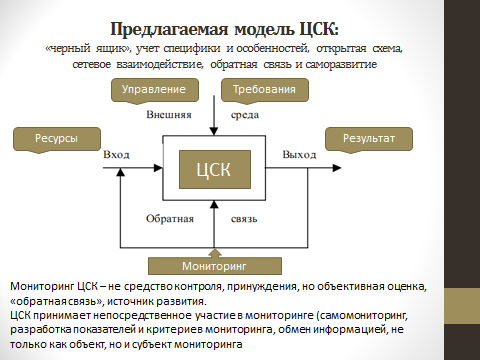 Предлагаемая модель ЦСК:
«черный ящик», учет специфики и особенностей, открытая схема,
сетевое взаимодействие, обратная связь и саморазвитие
Управление Требования
Внешняя среда
Ресурсы Результат
Вход Выход
ЦСК
Обратная связь
Мониторинг
Мониторинг ЦСК – не средство контроля, принуждения, но объективная оценка,
«обратная связь», источник развития.
ЦСК принимает непосредственное участие в мониторинге (самомониторинг,
разработка показателей и критериев мониторинга, обмен информацией, не
только как объект, но и субъект мониторинга